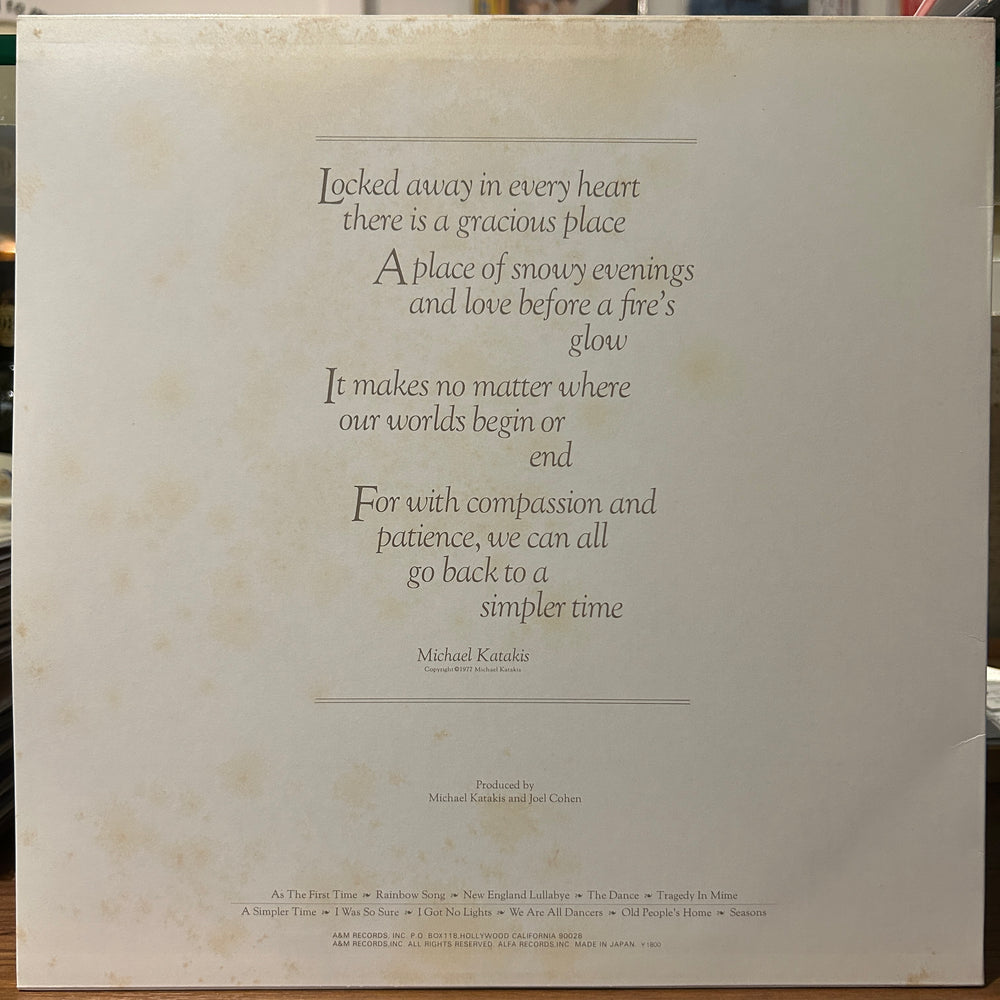 Locked away in every heart
there is a gracious place
A place of snowy evenings
and love before a fire's
glow
It makes no matter where
our worlds begin or
end
For with compassion and
patience, we can all
go back to a
simpler time
Michael Katakis
Copyright ©1977 Michael Katakis
Produced by
Michael Katakis and Joel Cohen
As The First Time ❧ Rainbow Song ❧ New England Lullabye ❧ The Dance ❧ Tragedy In Mime
A Simpler Time ❧ I Was So Sure ❧ I Got No Lights ❧ We Are All Dancers ❧ Old People's Home ❧ Seasons
A&M RECORDS, INC. P.O. BOX118,HOLLYWOOD CALIFORNIA 90028
A&M RECORDS,INC. ALL RIGHTS RESERVED. ALFA RECORDS,INC. MADE IN JAPAN. Y1800